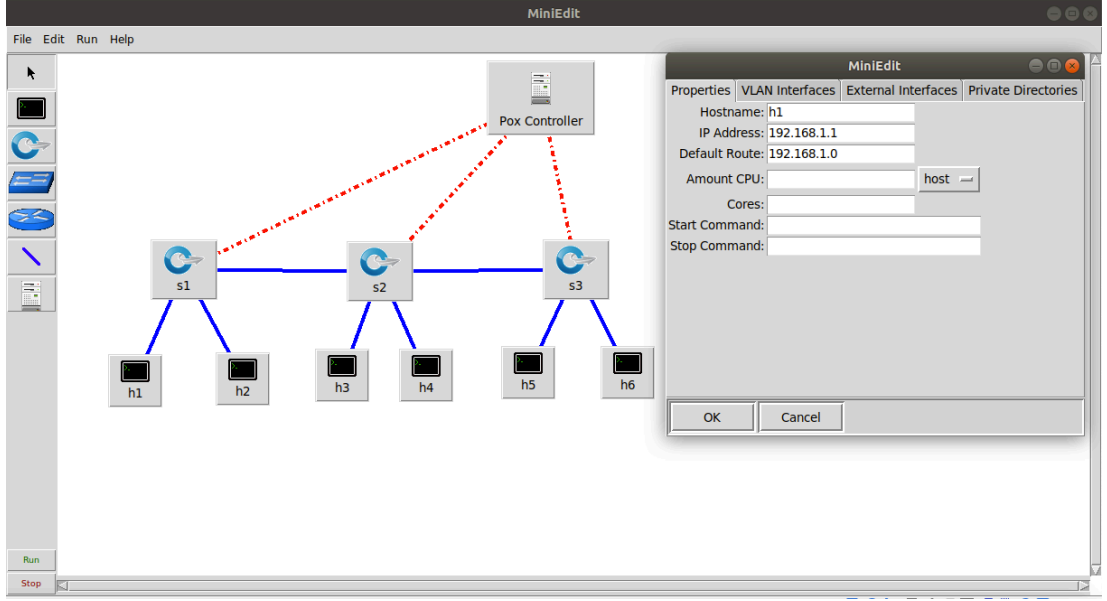 MiniEdit
File Edit Run Help
MiniEdit
Properties VLAN Interfaces External Interfaces Private Directories
Hostname: h1
IP Address: 192.168.1.1
Default Route: 192.168.1.0
Amount CPU: host
Cores:
Start Command:
Stop Command:
OK Cancel
Pox Controller
s1 s2 s3
h1 h2 h3 h4 h5 h6
Run
Stop